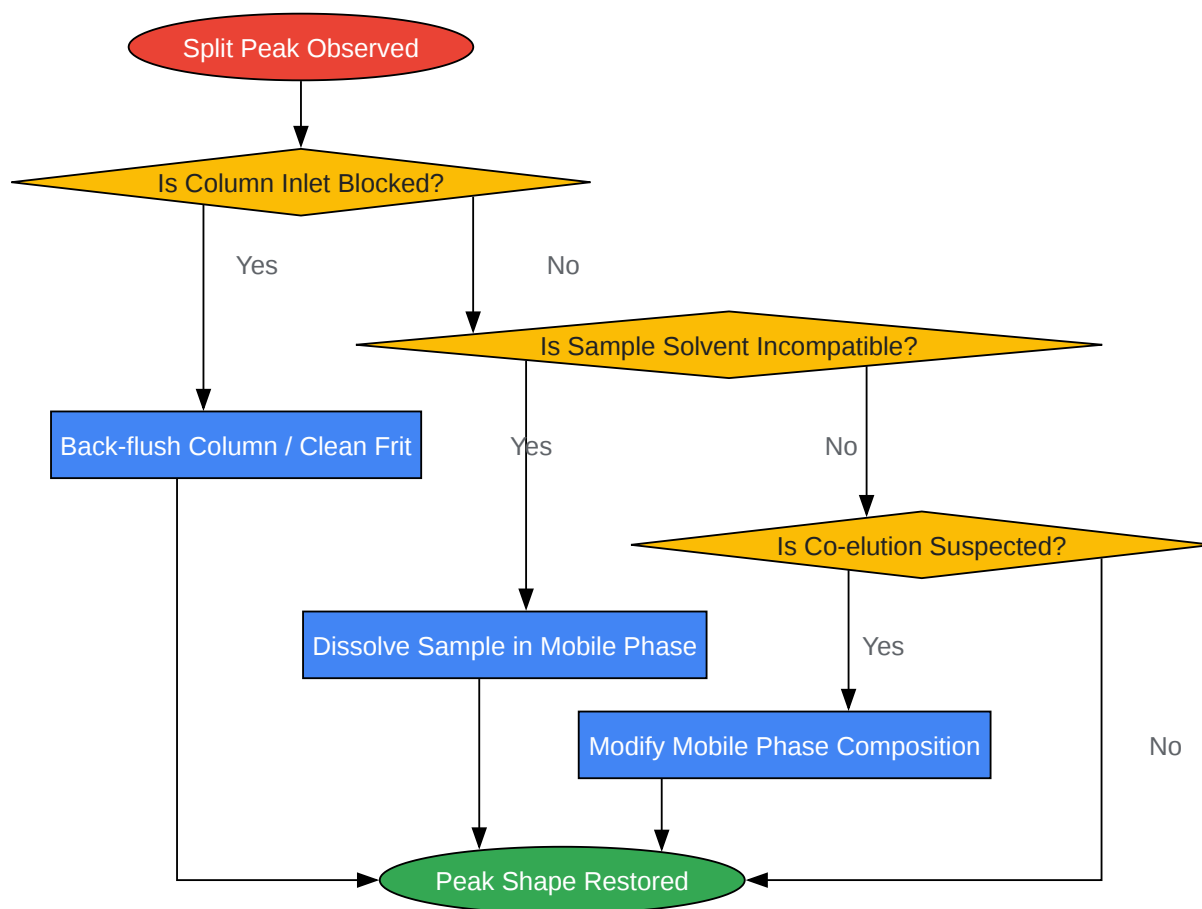 Split Peak Observed
Is Column Inlet Blocked?
Yes
No
Is Sample Solvent Incompatible?
Back-flush Column / Clean Frit
Yes
No
Is Co-elution Suspected?
Dissolve Sample in Mobile Phase
Yes
Modify Mobile Phase Composition
No
Peak Shape Restored